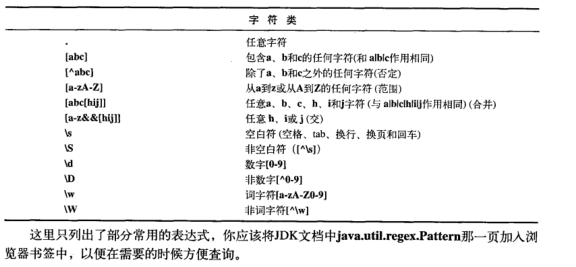 字 符 类
. 任意字符
[abc] 包含a、b和c的任何字符(和 a|b|c作用相同)
[^abc] 除了a、b和c之外的任何字符(否定)
[a-zA-Z] 从a到z或从A到Z的任何字符 (范围)
[abc[hij]] 任意a、b、c、h、i和j字符 (与 a|b|c|h|i|j作用相同) (合并)
[a-z&&[hij]] 任意 h、i或 j (交)
\s 空白符 (空格、tab、换行、换页和回车)
\S 非空白符（[^\s]）
\d 数字[0-9]
\D 非数字[^0-9]
\w 词字符[a-zA-Z0-9]
\W 非词字符[^\w]
这里只列出了部分常用的表达式，你应该将JDK文档中java.util.regex.Pattern那一页加入浏
览器书签中，以便在需要的时候方便查询。